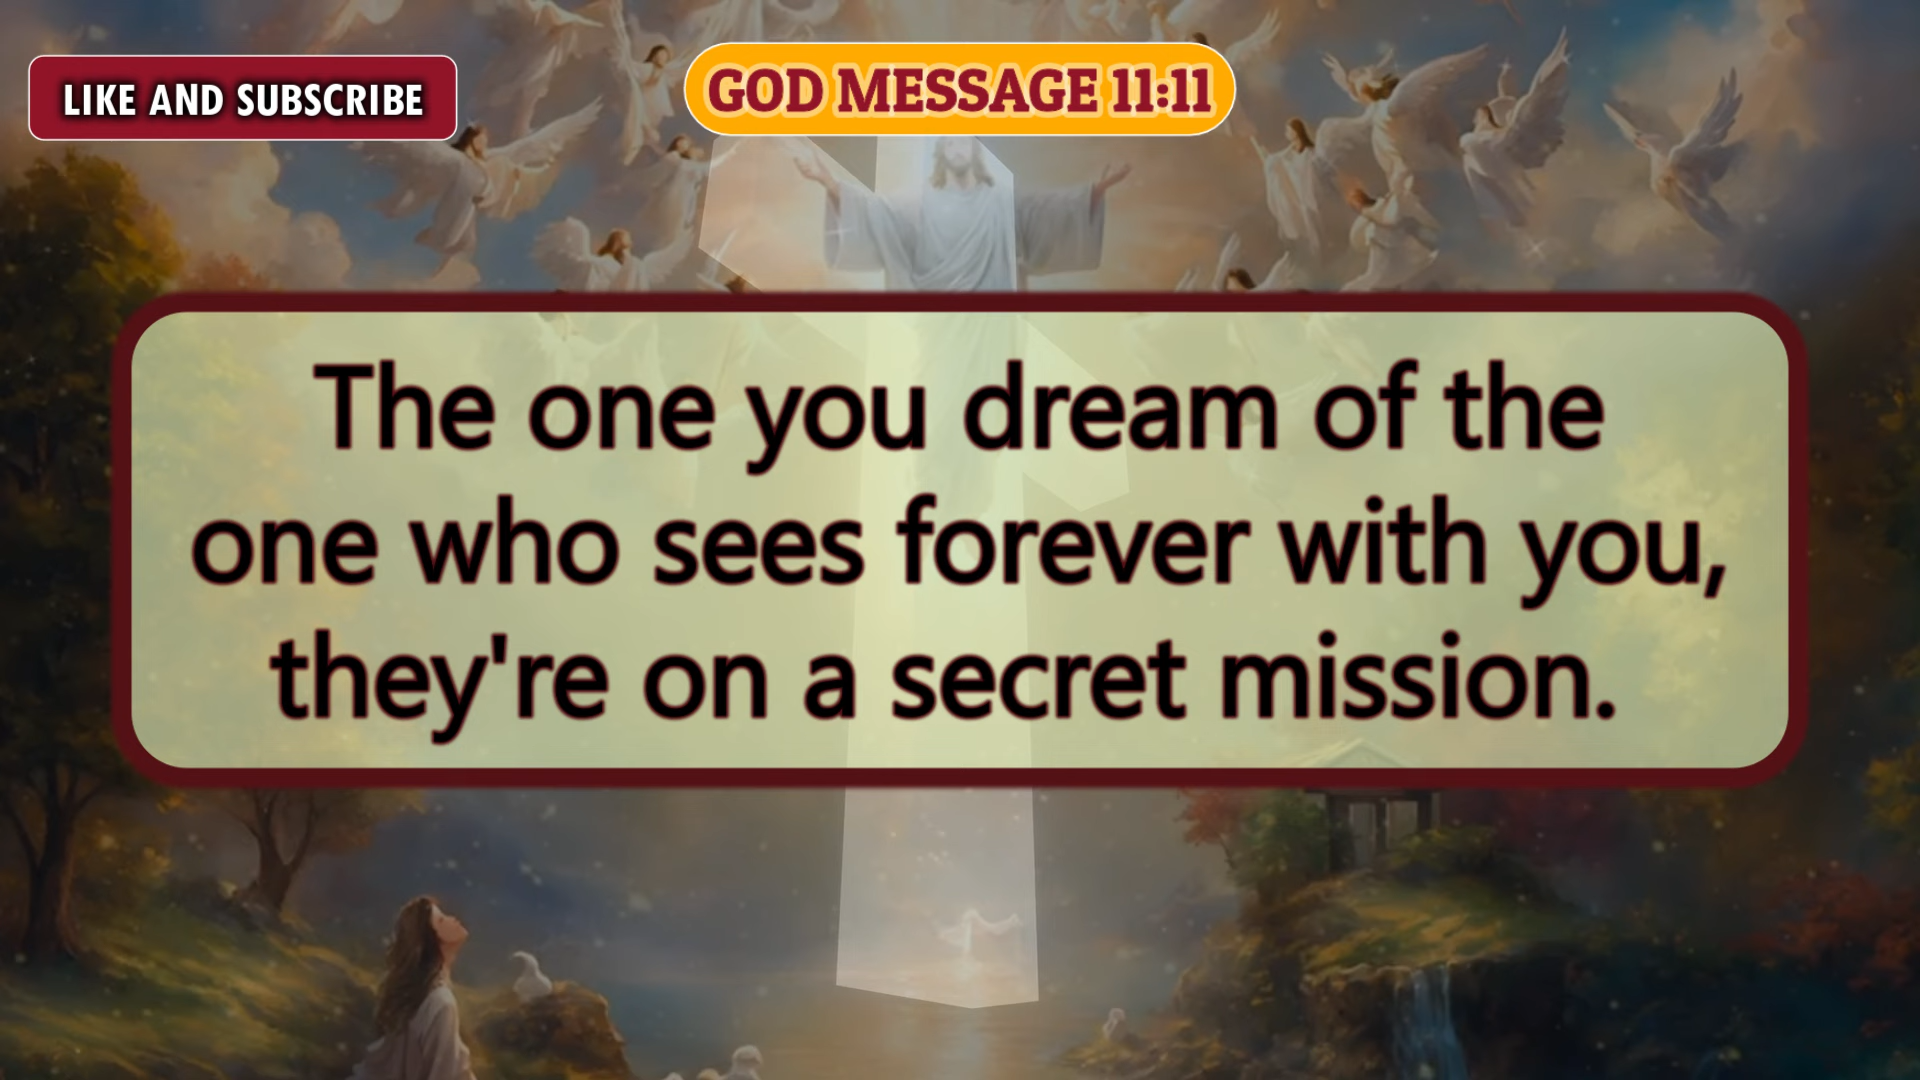 LIKE AND SUBSCRIBE
GOD MESSAGE 11:11
The one you dream of the
one who sees forever with you,
they're on a secret mission.